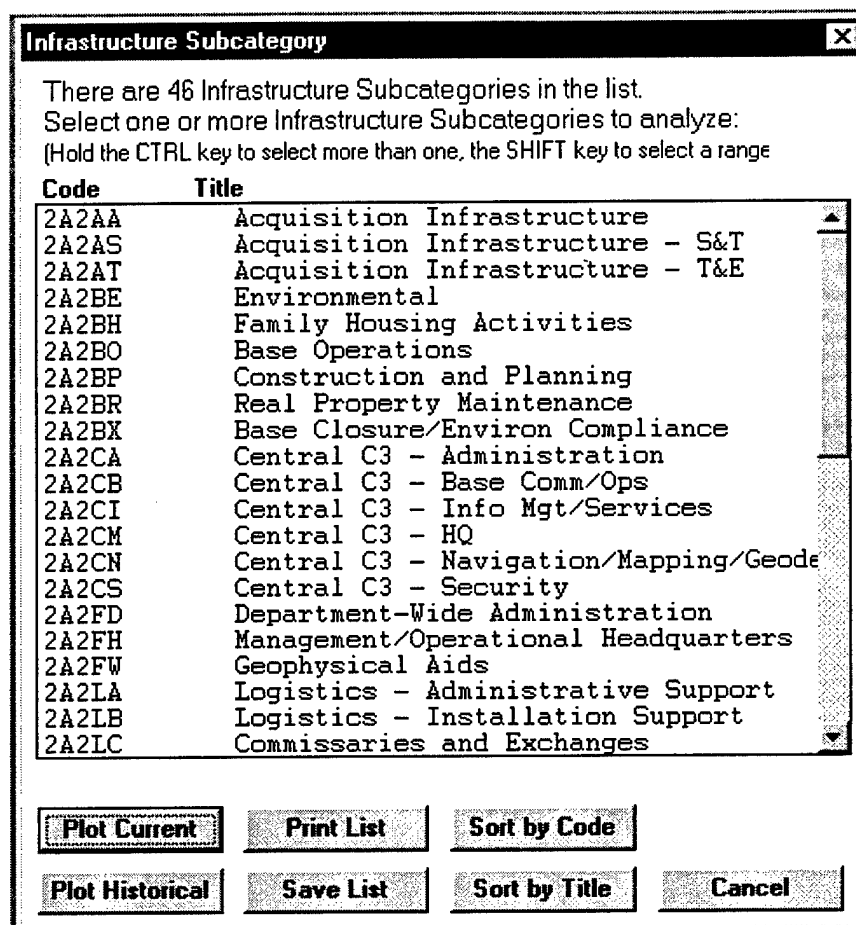 Infrastructure Subcategory
There are 46 Infrastructure Subcategories in the list.
Select one or more Infrastructure Subcategories to analyze:
(Hold the CTRL key to select more than one, the SHIFT key to select a range
Code Title
2A2AA Acquisition Infrastructure
2A2AS Acquisition Infrastructure - S&T
2A2AT Acquisition Infrastructure - T&E
2A2BE Environmental
2A2BH Family Housing Activities
2A2BO Base Operations
2A2BP Construction and Planning
2A2BR Real Property Maintenance
2A2BX Base Closure/Environ Compliance
2A2CA Central C3 - Administration
2A2CB Central C3 - Base Comm/Ops
2A2CI Central C3 - Info Mgt/Services
2A2CM Central C3 - HQ
2A2CN Central C3 - Navigation/Mapping/Geode
2A2CS Central C3 - Security
2A2FD Department-Wide Administration
2A2FH Management/Operational Headquarters
2A2FW Geophysical Aids
2A2LA Logistics - Administrative Support
2A2LB Logistics - Installation Support
2A2LC Commissaries and Exchanges
Plot Current Print List Sort by Code
Plot Historical Save List Sort by Title Cancel